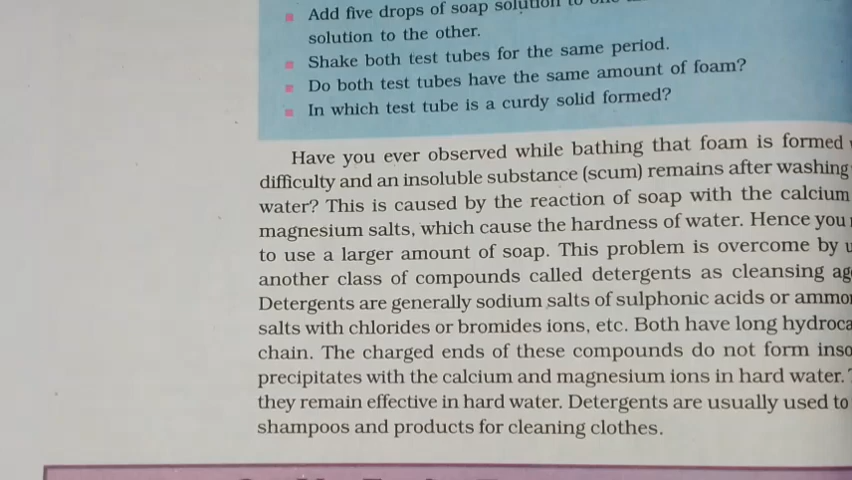 Add five drops of soap solution to one
solution to the other.
Shake both test tubes for the same period.
Do both test tubes have the same amount of foam?
In which test tube is a curdy solid formed?
Have you ever observed while bathing that foam is formed
difficulty and an insoluble substance (scum) remains after washing
water? This is caused by the reaction of soap with the calcium
magnesium salts, which cause the hardness of water. Hence you
to use a larger amount of soap. This problem is overcome by
another class of compounds called detergents as cleansing
Detergents are generally sodium salts of sulphonic acids or
salts with chlorides or bromides ions, etc. Both have long
chain. The charged ends of these compounds do not form
precipitates with the calcium and magnesium ions in hard water.
they remain effective in hard water. Detergents are usually used to
shampoos and products for cleaning clothes.